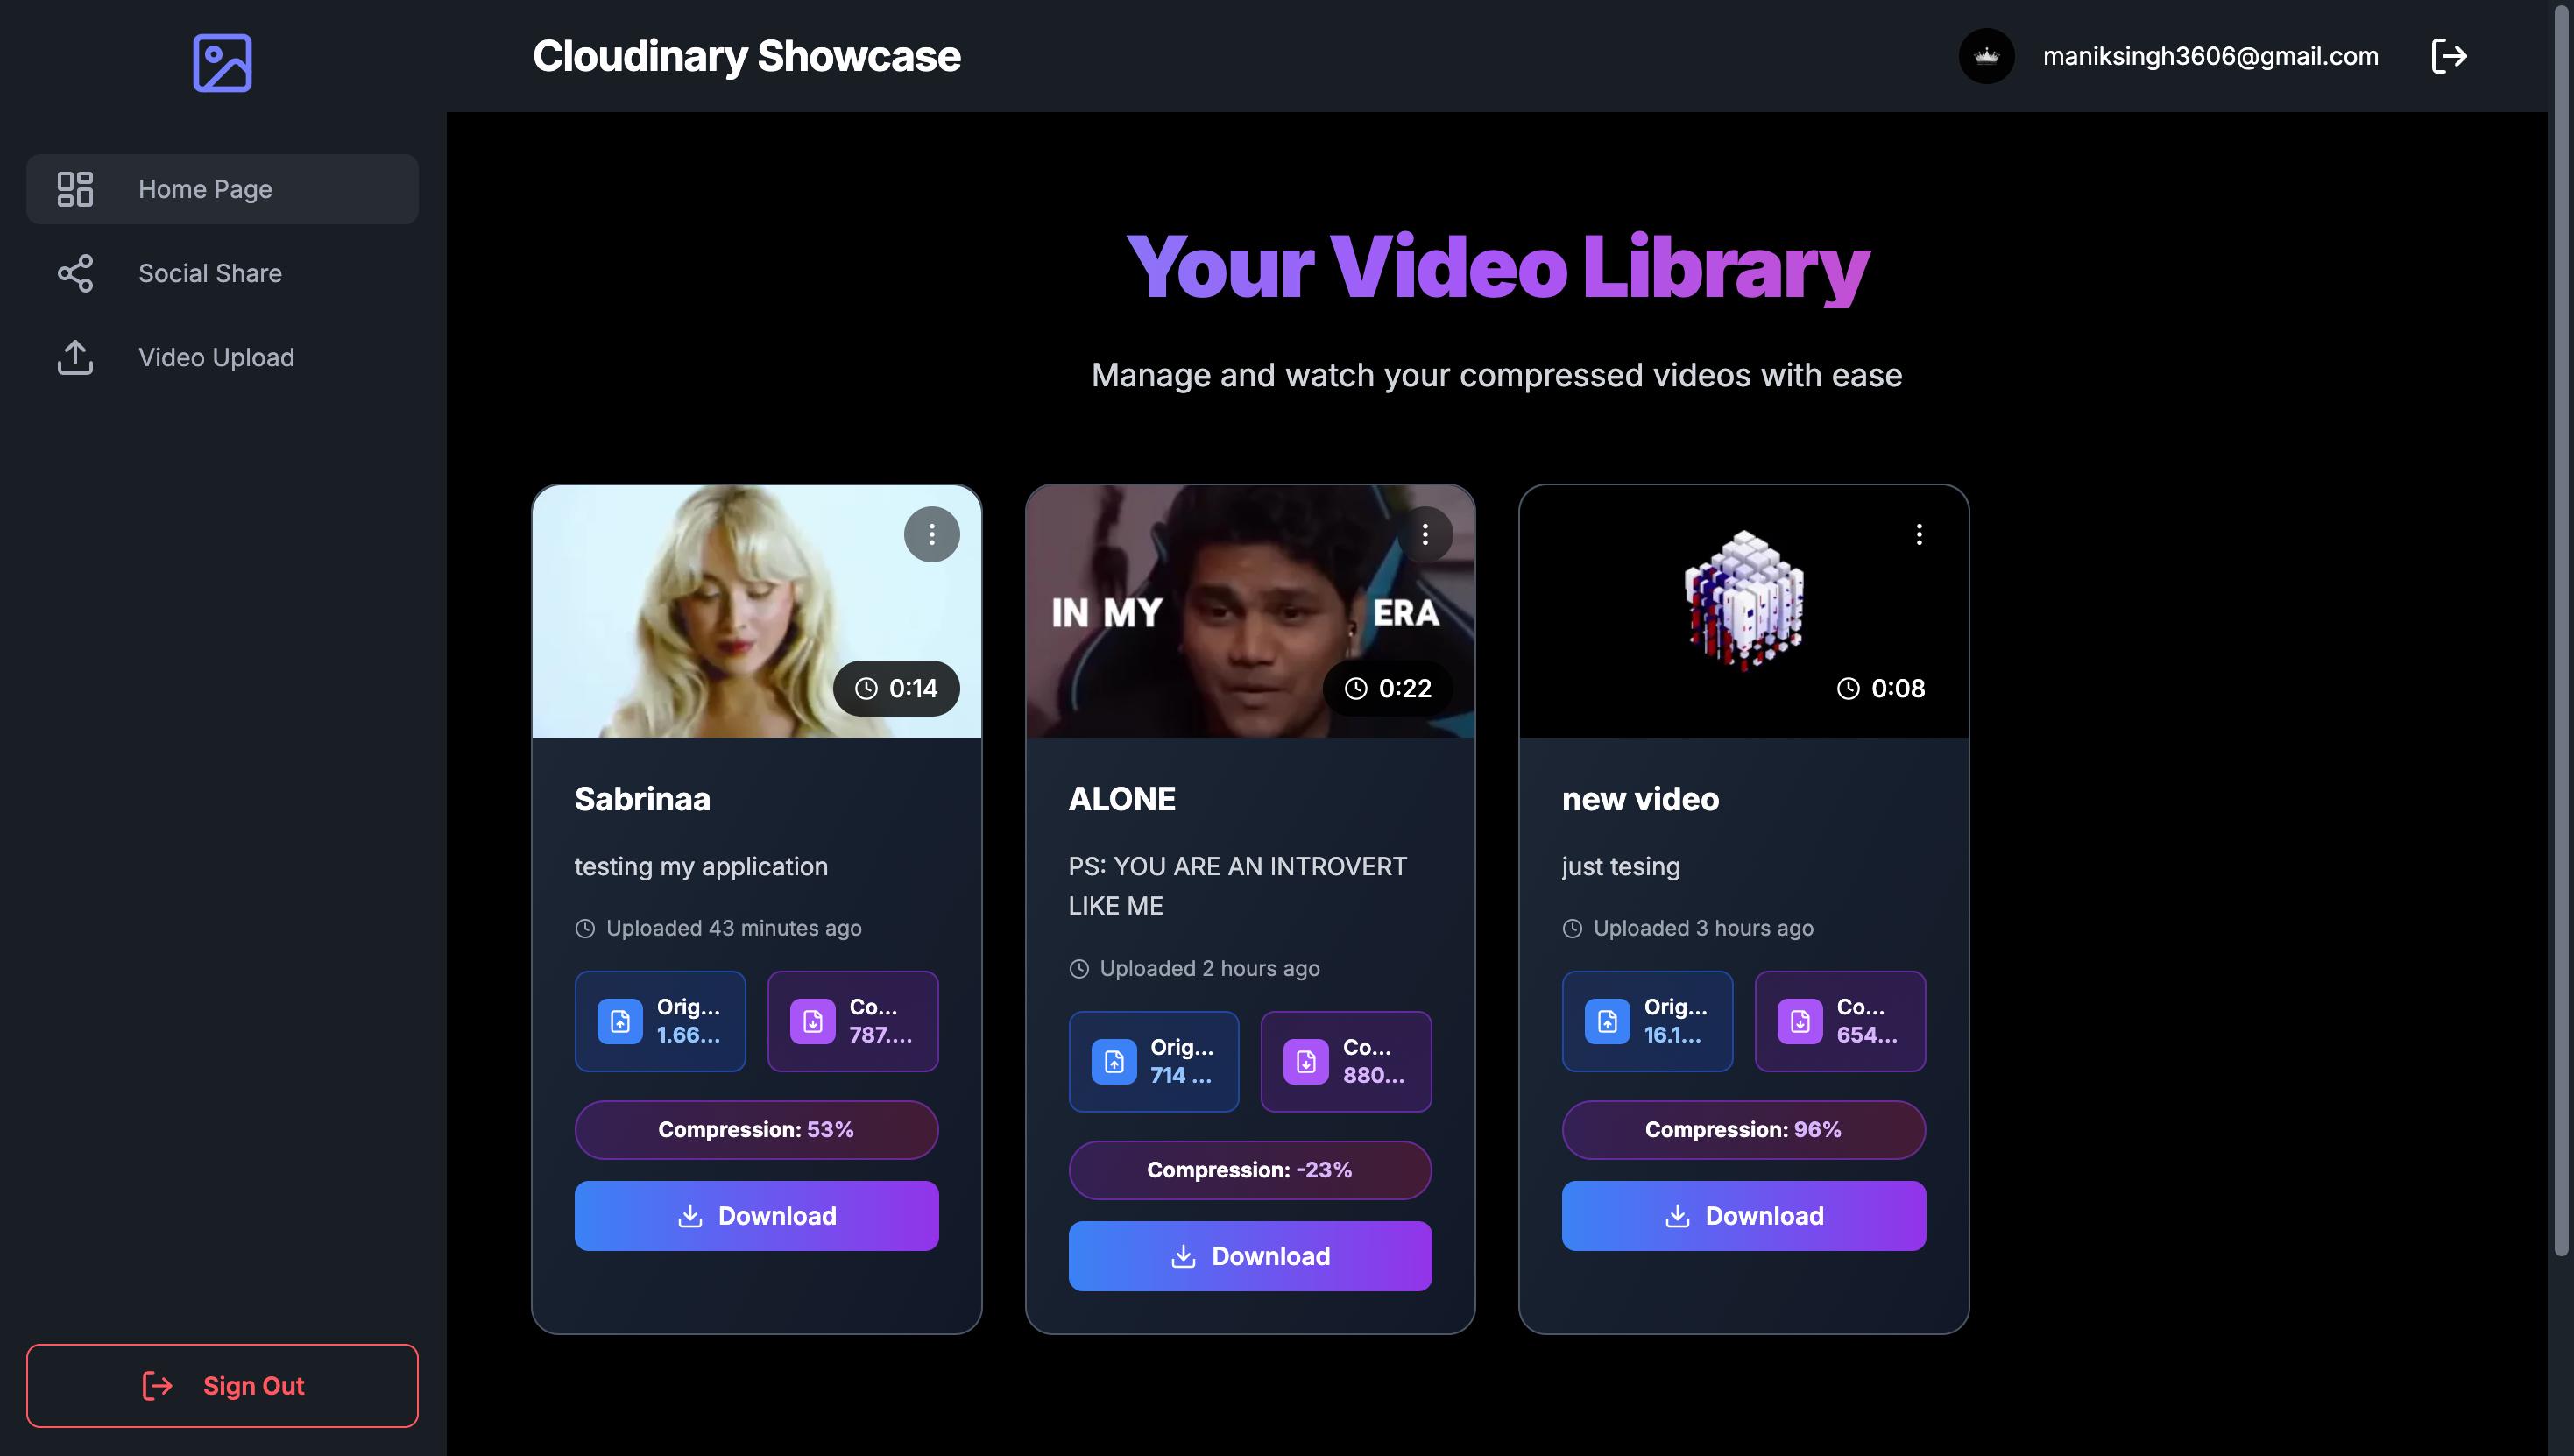 Cloudinary Showcase
maniksingh3606@gmail.com
Home Page
Social Share
Video Upload
Sign Out
Your Video Library
Manage and watch your compressed videos with ease
0:14
Sabrinaa
testing my application
Uploaded 43 minutes ago
Orig...
1.66...
Co...
787....
Compression: 53%
Download
IN MY ERA
0:22
ALONE
PS: YOU ARE AN INTROVERT
LIKE ME
Uploaded 2 hours ago
Orig...
714 ...
Co...
880...
Compression: -23%
Download
0:08
new video
just tesing
Uploaded 3 hours ago
Orig...
16.1...
Co...
654...
Compression: 96%
Download